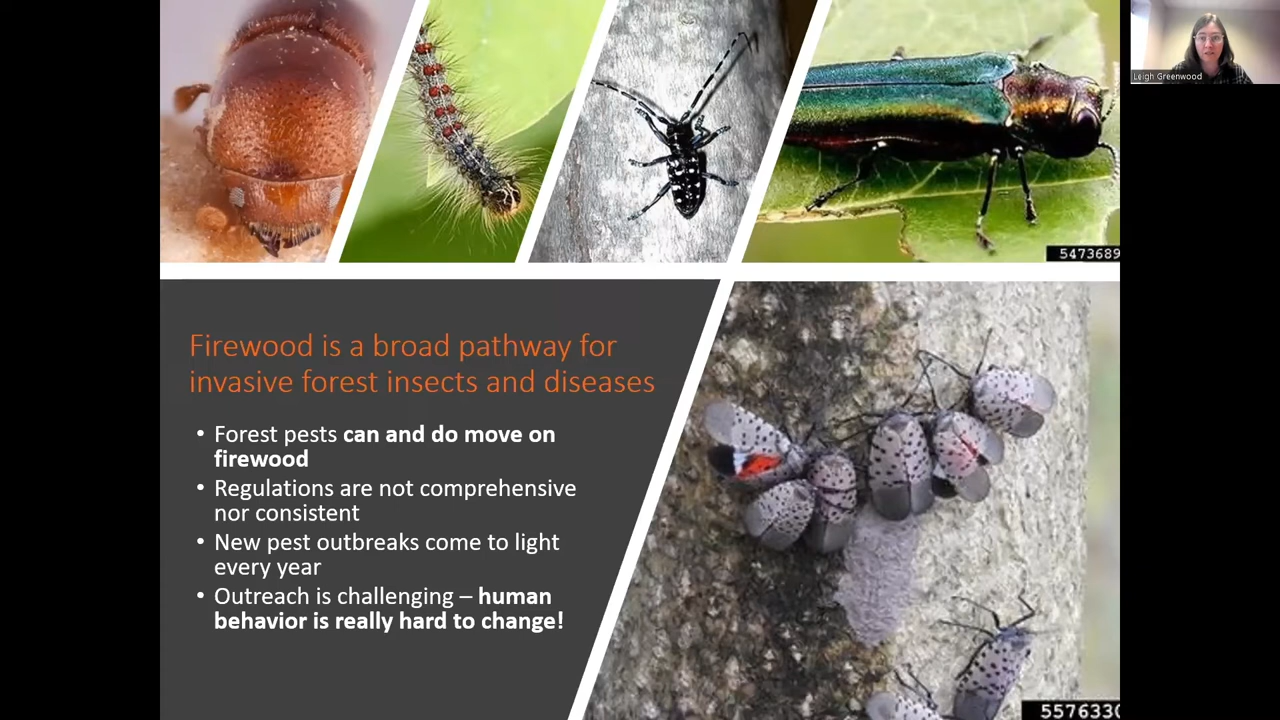 Leigh Greenwood
5473689
Firewood is a broad pathway for
invasive forest insects and diseases
• Forest pests can and do move on
firewood
• Regulations are not comprehensive
nor consistent
• New pest outbreaks come to light
every year
• Outreach is challenging – human
behavior is really hard to change!
557633